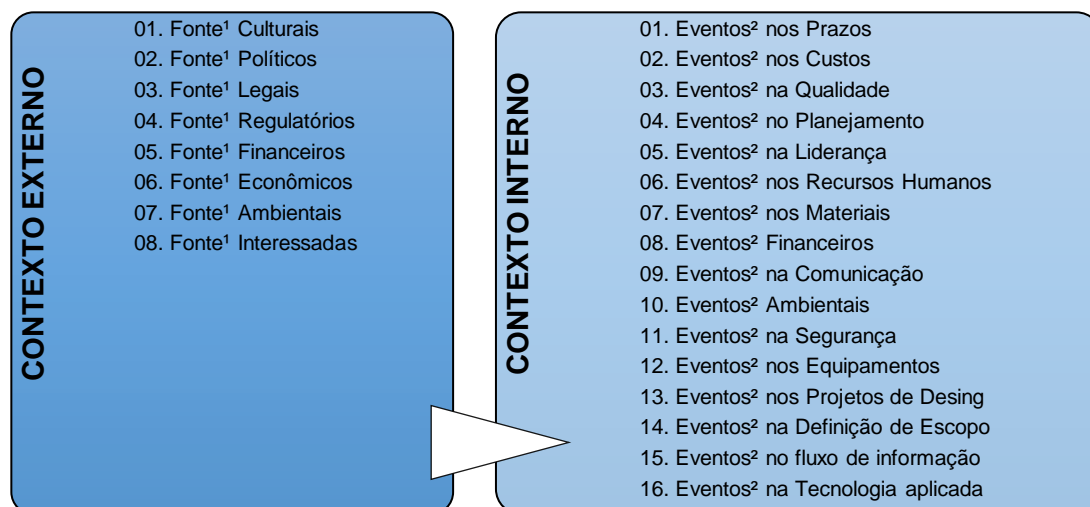 CONTEXTO EXTERNO
01. Fonte¹ Culturais
02. Fonte¹ Políticos
03. Fonte¹ Legais
04. Fonte¹ Regulatórios
05. Fonte¹ Financeiros
06. Fonte¹ Econômicos
07. Fonte¹ Ambientais
08. Fonte¹ Interessadas
CONTEXTO INTERNO
01. Eventos² nos Prazos
02. Eventos² nos Custos
03. Eventos² na Qualidade
04. Eventos² no Planejamento
05. Eventos² na Liderança
06. Eventos² nos Recursos Humanos
07. Eventos² nos Materiais
08. Eventos² Financeiros
09. Eventos² na Comunicação
10. Eventos² Ambientais
11. Eventos² na Segurança
12. Eventos² nos Equipamentos
13. Eventos² nos Projetos de Desing
14. Eventos² na Definição de Escopo
15. Eventos² no fluxo de informação
16. Eventos² na Tecnologia aplicada